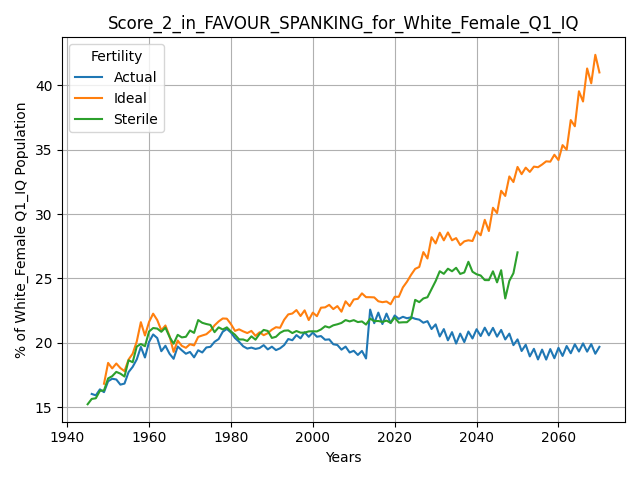 Score_2_in_FAVOUR_SPANKING_for_White_Female_Q1_IQ
% of White_Female Q1_IQ Population
Fertility
Actual
Ideal
Sterile
40
35
30
25
20
15
1940
1960
1980
2000
2020
2040
2060
Years